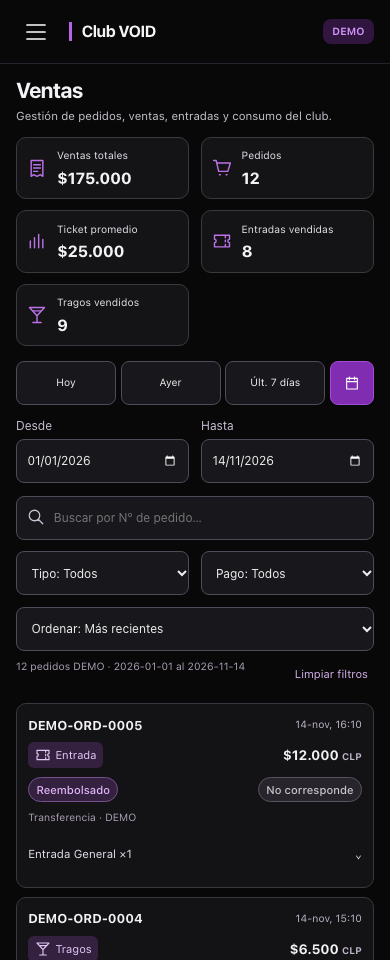 Club VOID
DEMO
Ventas
Gestión de pedidos, ventas, entradas y consumo del club.
Ventas totales
$175.000
Pedidos
12
Ticket promedio
$25.000
Entradas vendidas
8
Tragos vendidos
9
Hoy
Ayer
Últ. 7 días
Desde
Hasta
01/01/2026
14/11/2026
Buscar por Nº de pedido...
Tipo: Todos
Pago: Todos
Ordenar: Más recientes
12 pedidos DEMO · 2026-01-01 al 2026-11-14
Limpiar filtros
DEMO-ORD-0005
14-nov, 16:10
Entrada
$12.000 CLP
Reembolsado
No corresponde
Transferencia · DEMO
Entrada General ×1
DEMO-ORD-0004
14-nov, 15:10
Tragos
$6.500 CLP